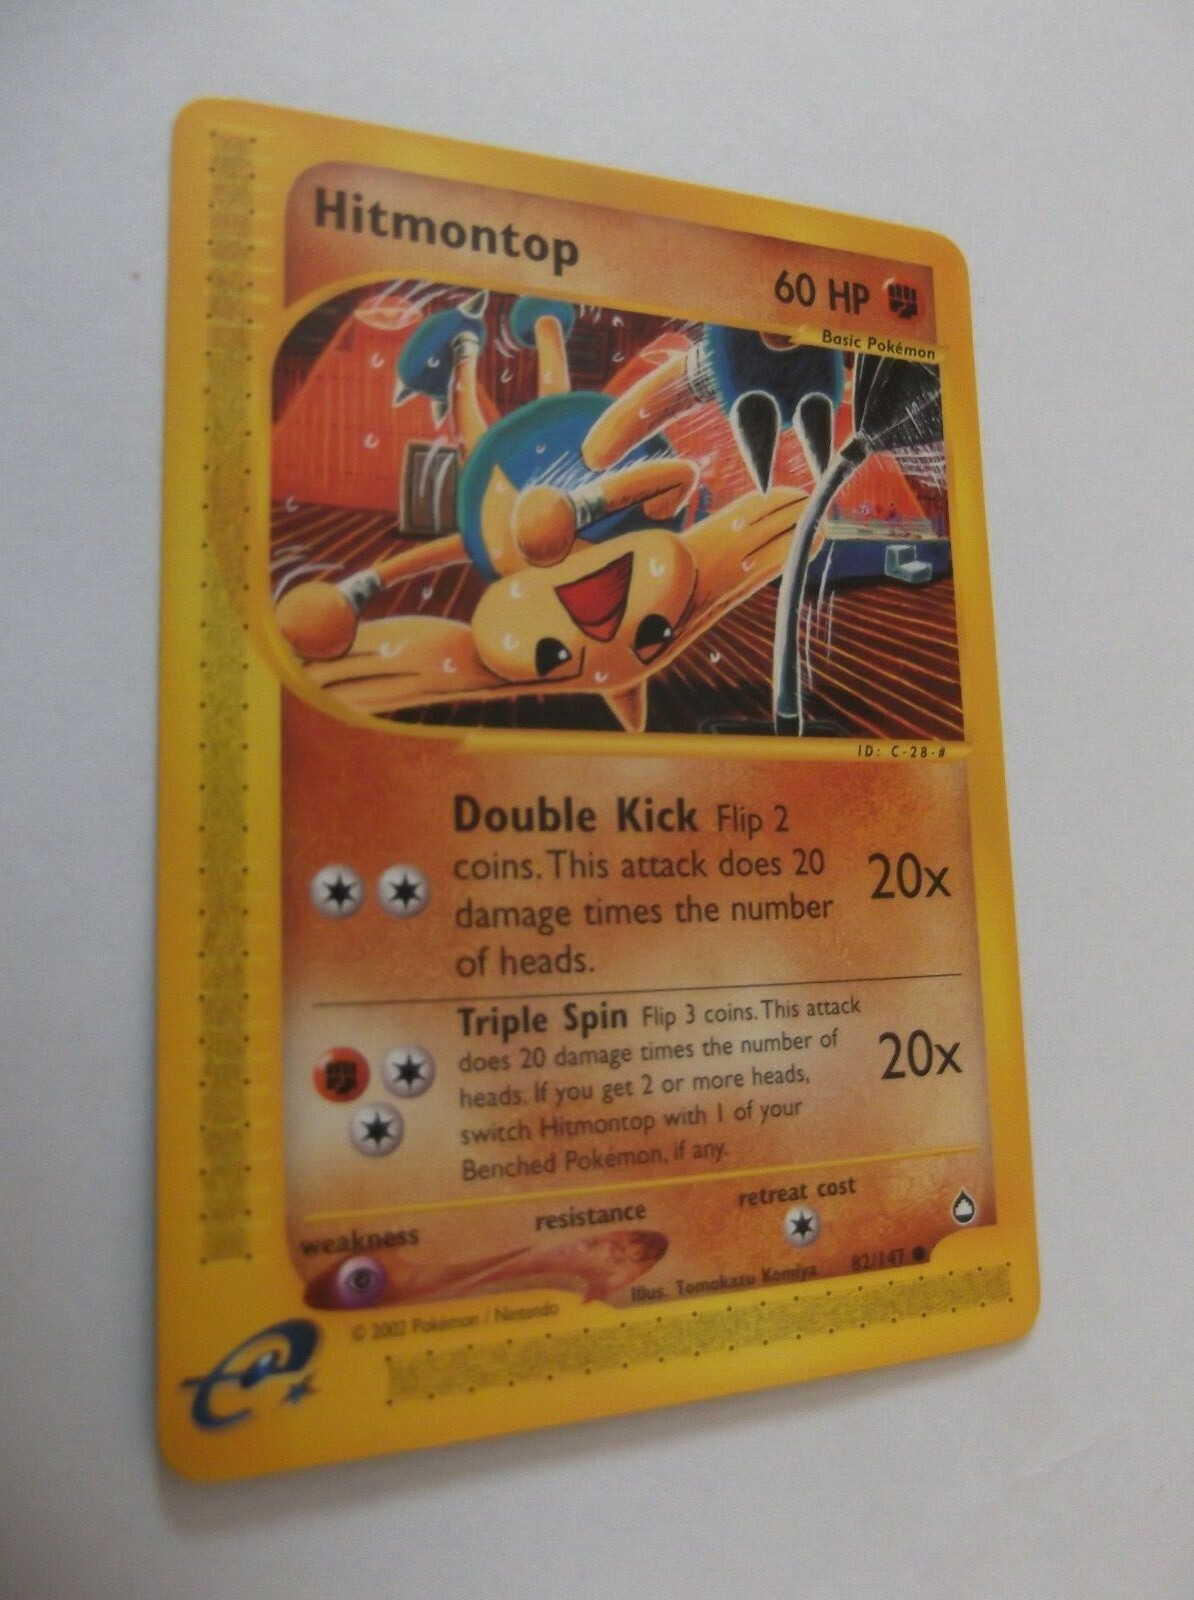 Hitmontop
60 HP
Basic Pokémon
ID: C-28-#
Double Kick Flip 2
coins. This attack does 20
damage times the number
of heads.
20x
Triple Spin Flip 3 coins. This attack
does 20 damage times the number of
heads. If you get 2 or more heads,
switch Hitmontop with 1 of your
Benched Pokémon, if any.
20x
weakness
resistance
retreat cost
Illus. Tomokazu Komiya
82/147
© 2002 Pokémon / Nintendo
e